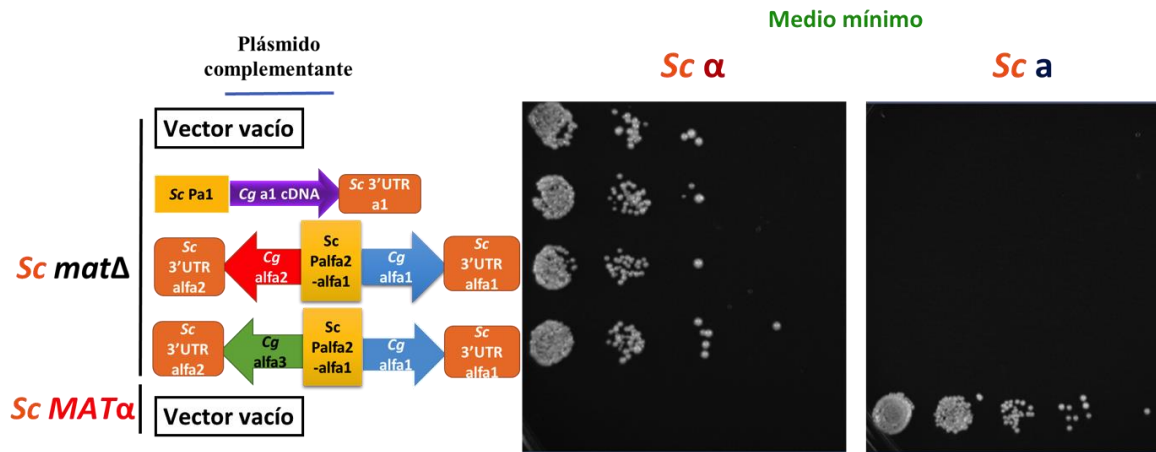 Medio mínimo
Plásmido
complementante
Sc α
Sc a
Vector vacío
Sc Pa1
Cg a1 cDNA
Sc 3'UTR
a1
Sc matΔ
Sc
3'UTR
alfa2
Cg
alfa2
Sc
Palfa2
-alfa1
Cg
alfa1
Sc
3'UTR
alfa1
Sc
3'UTR
alfa2
Cg
alfa3
Sc
Palfa2
-alfa1
Cg
alfa1
Sc
3'UTR
alfa1
Sc MATα
Vector vacío